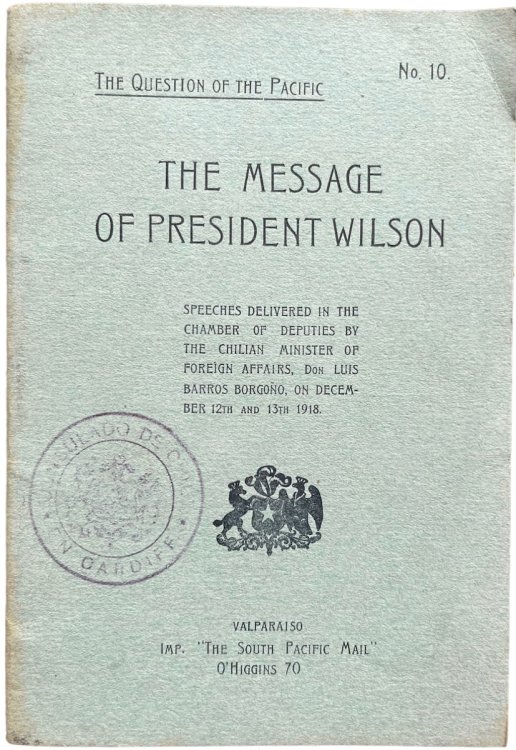 The Question of the Pacific
No. 10.
THE MESSAGE
OF PRESIDENT WILSON
SPEECHES DELIVERED IN THE
CHAMBER OF DEPUTIES BY
THE CHILIAN MINISTER OF
FOREÏGN AFFAIRS, Don LUIS
BARROS BORGOÑO, ON DECEM-
BER 12TH AND 13TH 1918.
DE
EN CARDIFF
VALPARAISO
Imp. "The South Pacific Mail"
O'Higgins 70